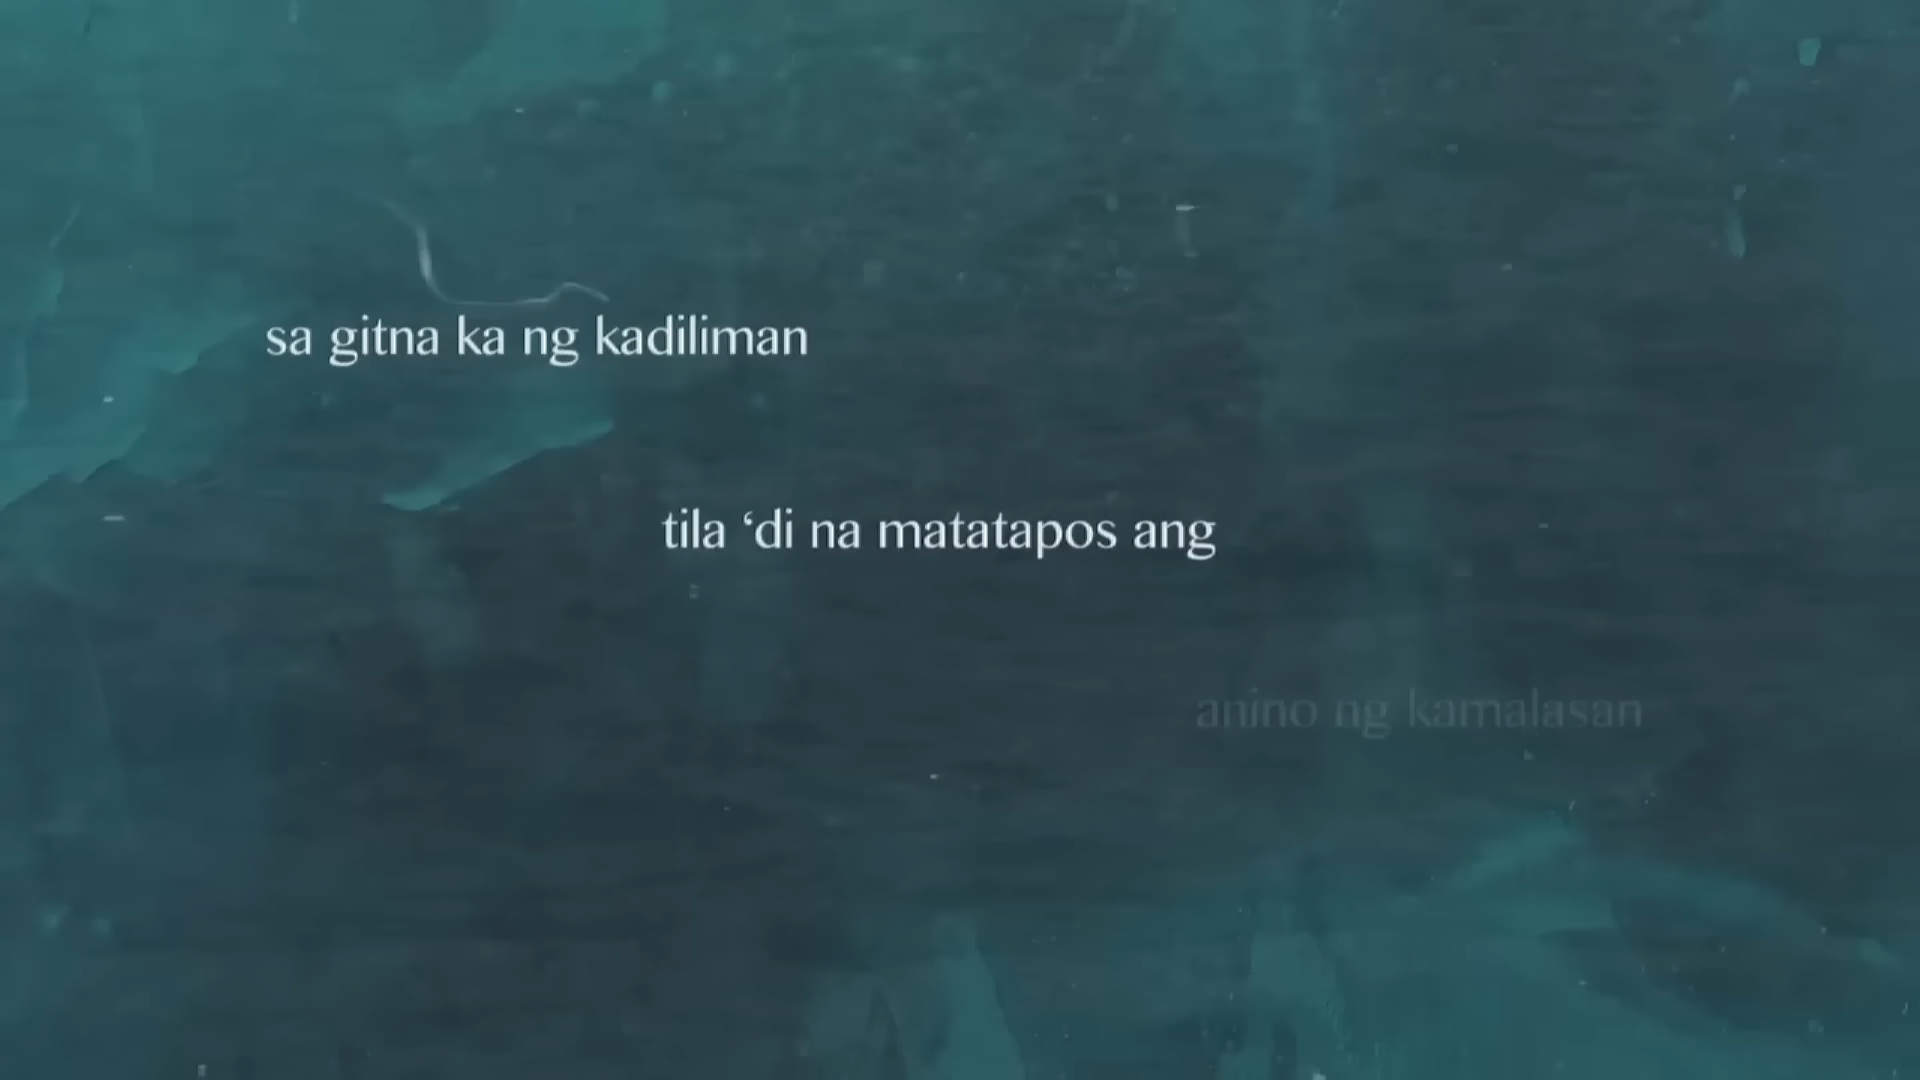 sa gitna ka ng kadiliman
tila ‘di na matatapos ang
anino ng kamalasan